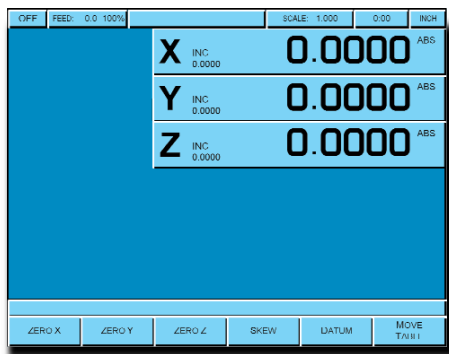 OFF FEED: 0.0 100% SCALE: 1.000 0:00 INCH
X INC 0.0000 0.0000 ABS
Y INC 0.0000 0.0000 ABS
Z INC 0.0000 0.0000 ABS
ZERO X ZERO Y ZERO Z SKEW DATUM MOVE TABLE